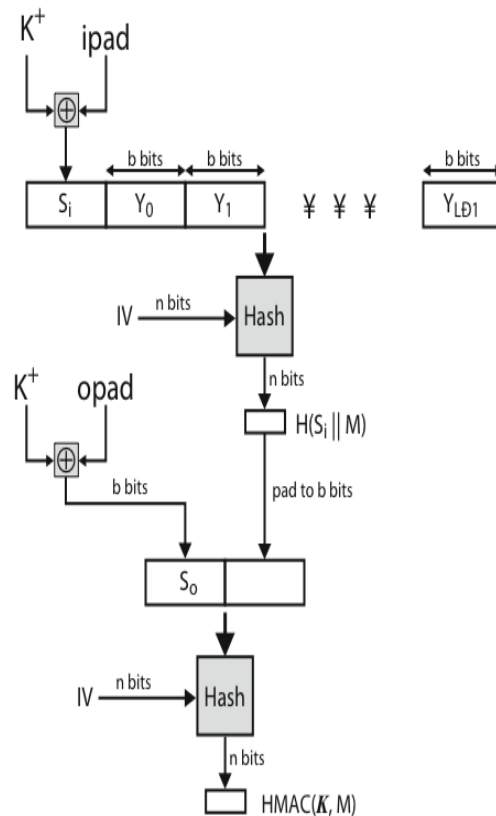 K⁺ ipad
⊕
b bits b bits b bits
Sᵢ Y₀ Y₁ ¥ ¥ ¥ Y_LĐ1
n bits
IV Hash
n bits
K⁺ opad
H(Sᵢ || M)
⊕
b bits pad to b bits
Sₒ
n bits
IV Hash
n bits
HMAC(K, M)